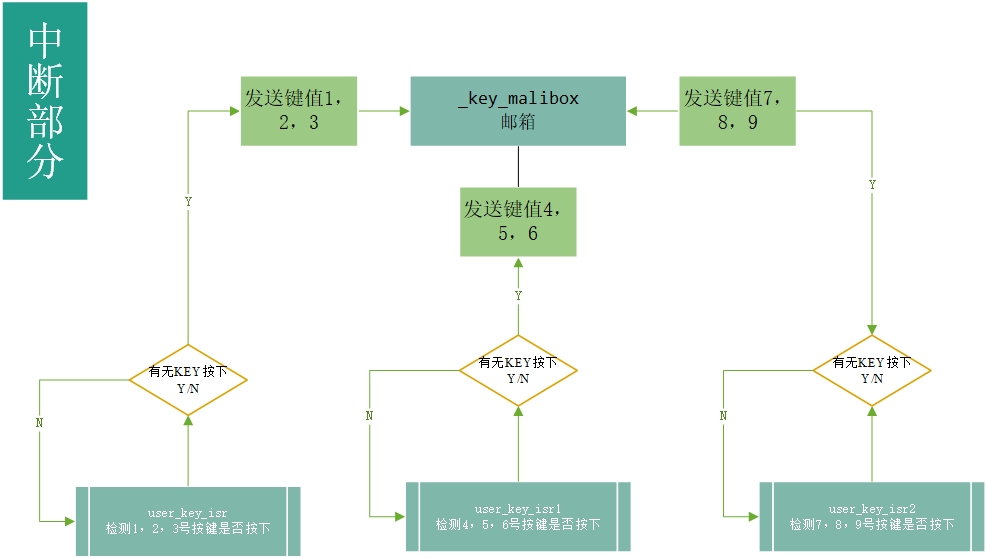 中断部分
发送键值1，
2，3
_key_malibox
邮箱
发送键值7，
8，9
发送键值4，
5，6
Y
Y
Y
有无KEY按下
Y/N
有无KEY按下
Y/N
有无KEY按下
Y/N
N
N
N
user_key_isr
检测1，2，3号按键是否按下
user_key_isr1
检测4，5，6号按键是否按下
user_key_isr2
检测7，8，9号按键是否按下